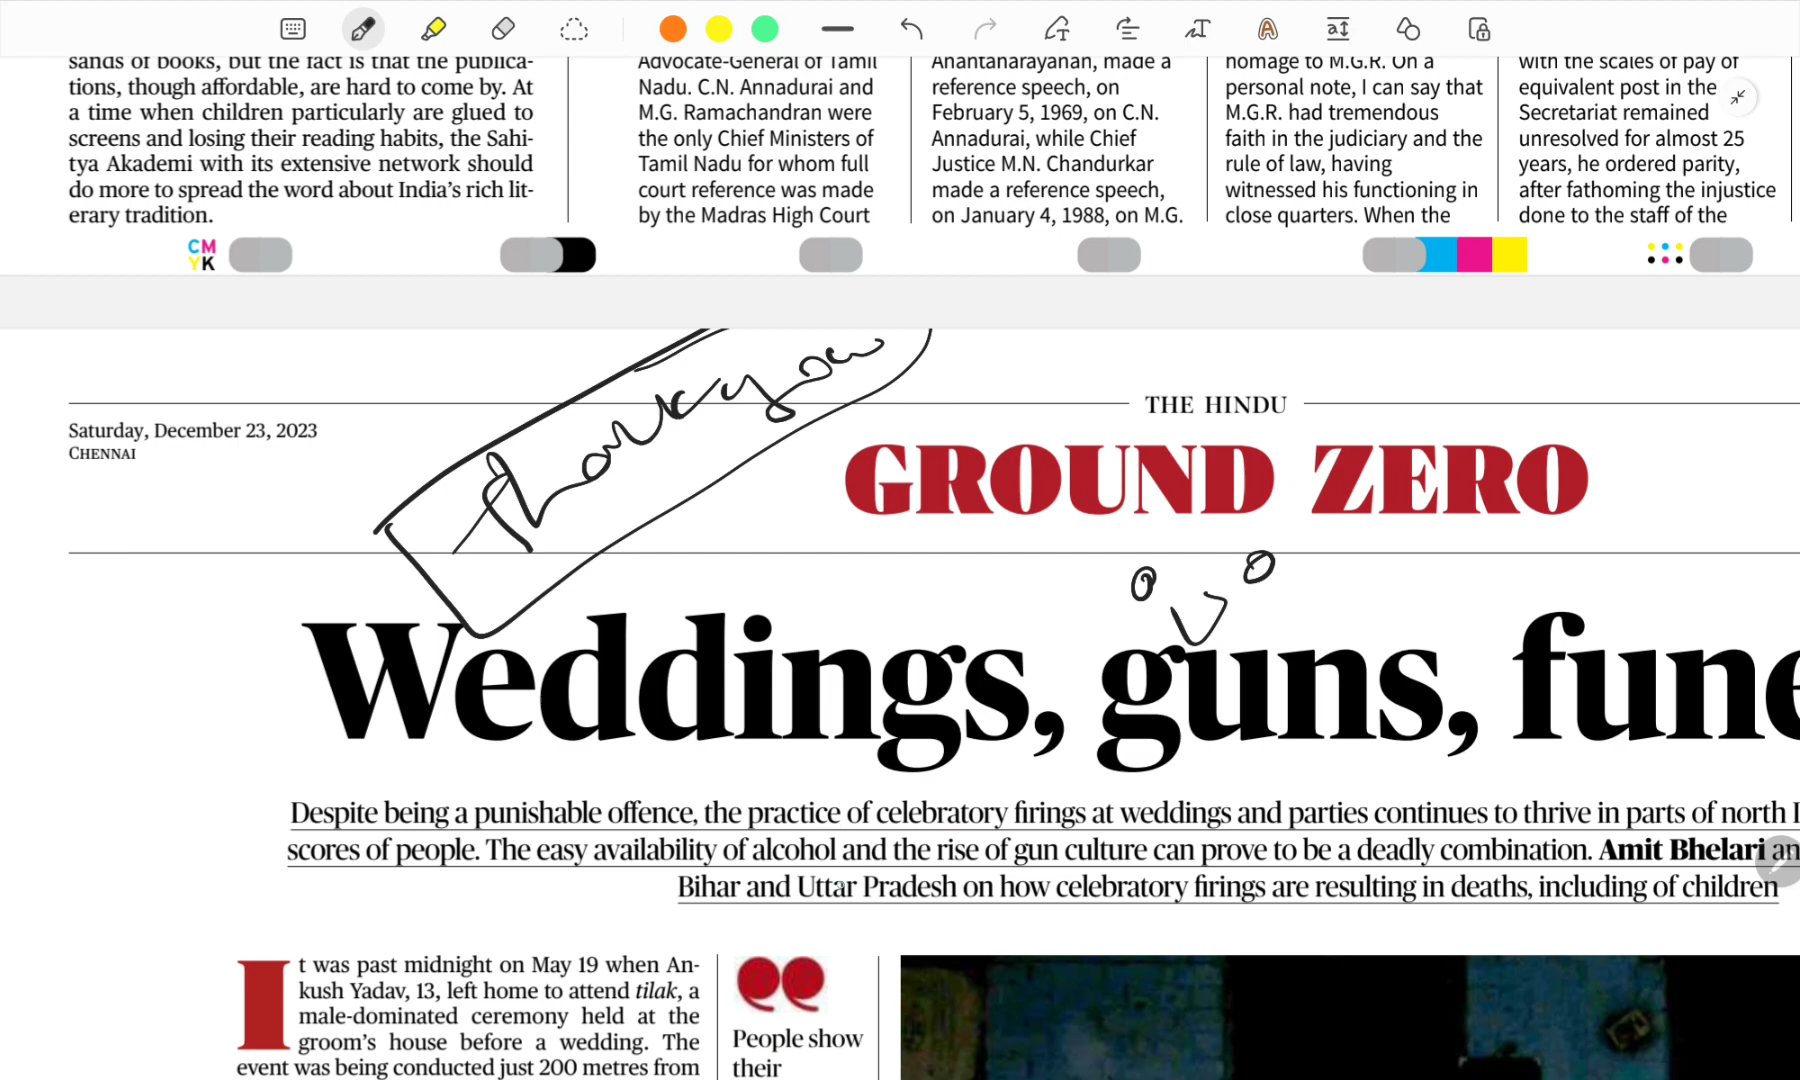 sands of books, but the fact is that the publica-
tions, though affordable, are hard to come by. At
a time when children particularly are glued to
screens and losing their reading habits, the Sahi-
tya Akademi with its extensive network should
do more to spread the word about India's rich lit-
erary tradition.
Advocate-General of Tamil
Nadu. C.N. Annadurai and
M.G. Ramachandran were
the only Chief Ministers of
Tamil Nadu for whom full
court reference was made
by the Madras High Court
Anantanarayanan, made a
reference speech, on
February 5, 1969, on C.N.
Annadurai, while Chief
Justice M.N. Chandurkar
made a reference speech,
on January 4, 1988, on M.G.
homage to M.G.R. On a
personal note, I can say that
M.G.R. had tremendous
faith in the judiciary and the
rule of law, having
witnessed his functioning in
close quarters. When the
with the scales of pay of
equivalent post in the
Secretariat remained
unresolved for almost 25
years, he ordered parity,
after fathoming the injustice
done to the staff of the
CM
YK
Thank you
THE HINDU
Saturday, December 23, 2023
CHENNAI
GROUND ZERO
Weddings, guns, fune
Despite being a punishable offence, the practice of celebratory firings at weddings and parties continues to thrive in parts of north I
scores of people. The easy availability of alcohol and the rise of gun culture can prove to be a deadly combination. Amit Bhelari an
Bihar and Uttar Pradesh on how celebratory firings are resulting in deaths, including of children
It was past midnight on May 19 when An-
kush Yadav, 13, left home to attend tilak, a
male-dominated ceremony held at the
groom's house before a wedding. The
event was being conducted just 200 metres from
People show
their